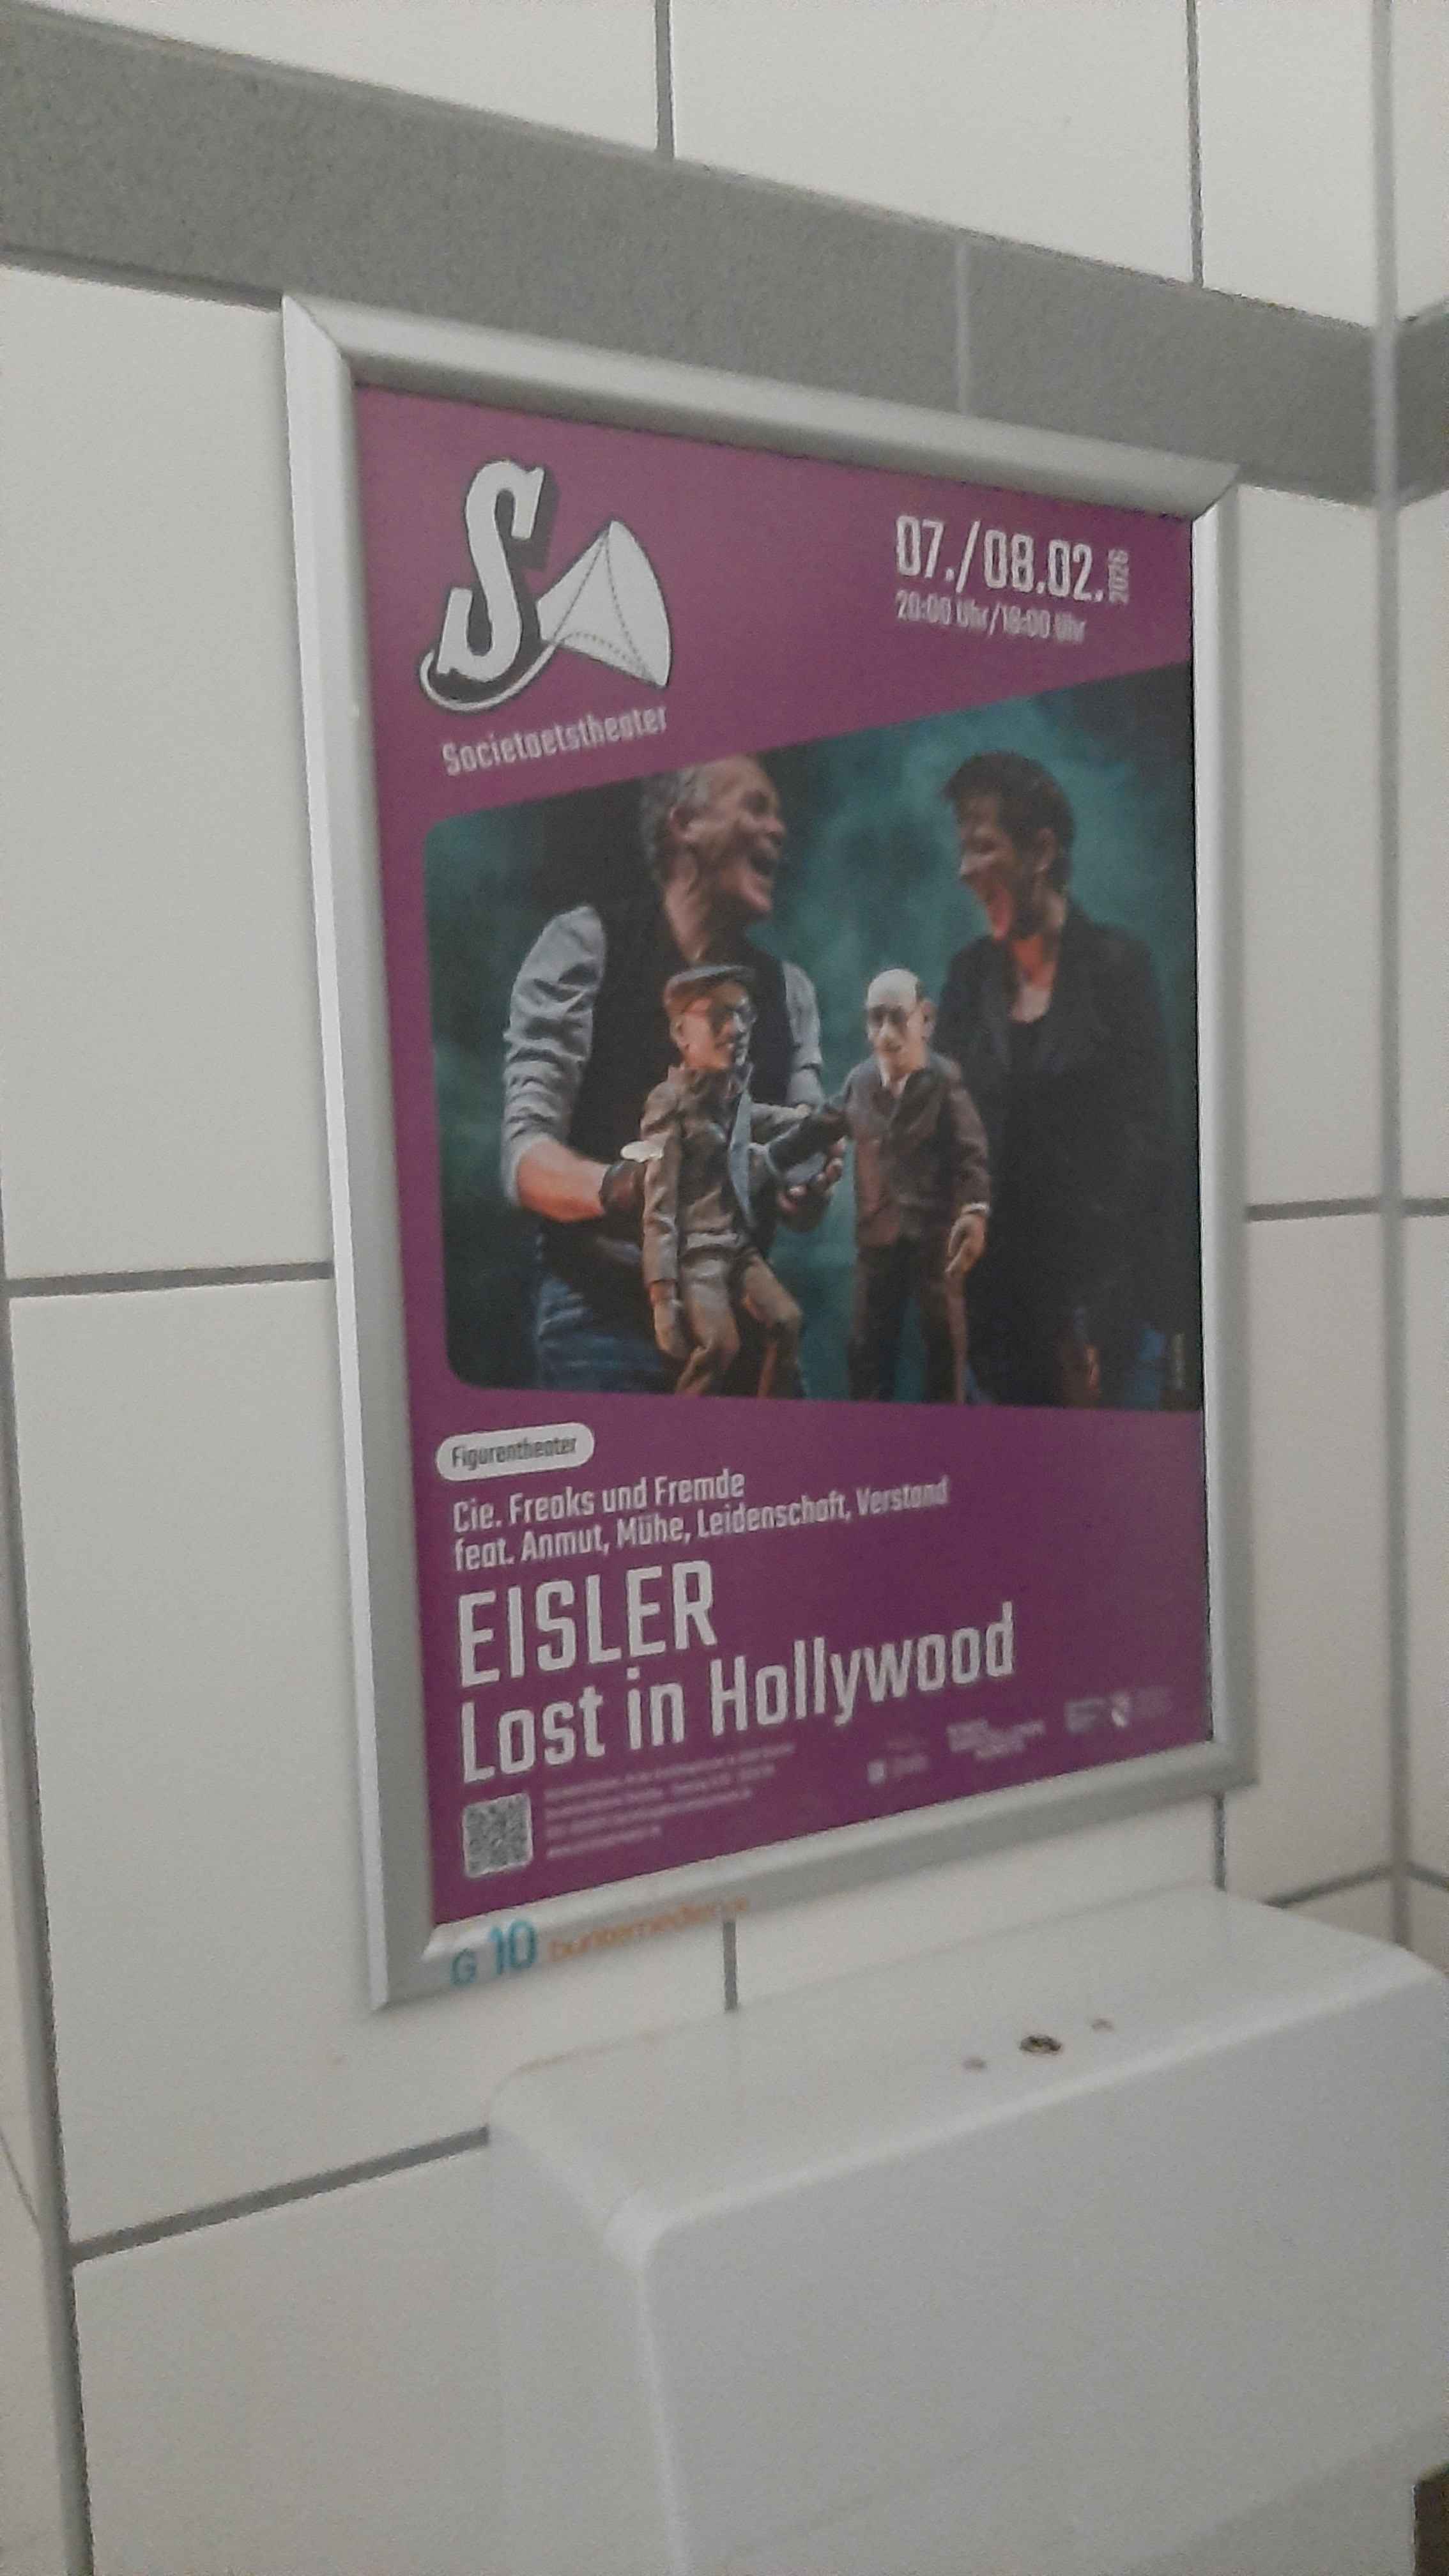 S
Societaetstheater
07./08.02.
2026
20:00 Uhr/18:00 Uhr
Figurentheater
Cie. Freaks und Fremde
feat. Anmut, Mühe, Leidenschaft, Verstand
EISLER
Lost in Hollywood
G 10